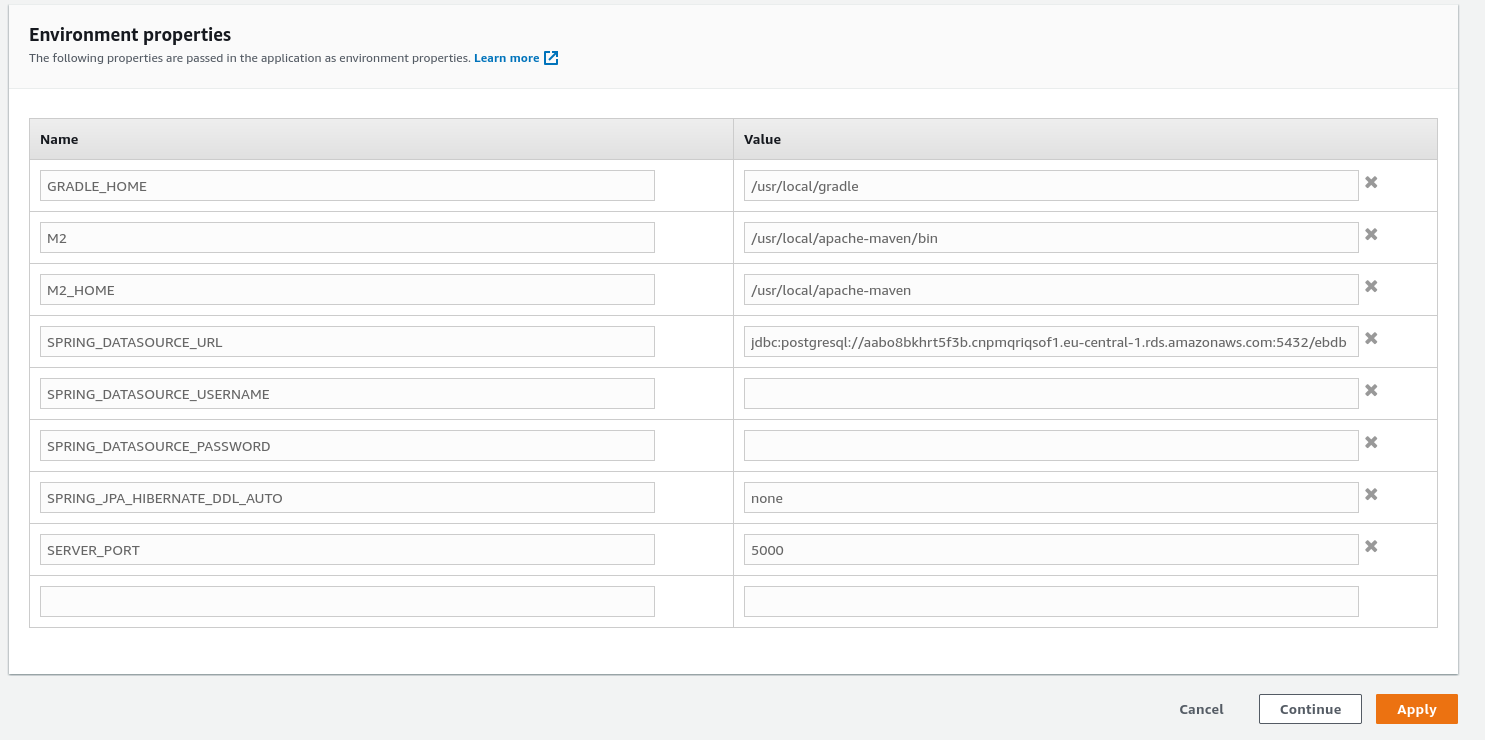 Environment properties
The following properties are passed in the application as environment properties. Learn more
Name Value
GRADLE_HOME /usr/local/gradle
M2 /usr/local/apache-maven/bin
M2_HOME /usr/local/apache-maven
SPRING_DATASOURCE_URL jdbc:postgresql://aabo8bkhrt5f3b.cnpmqriqsof1.eu-central-1.rds.amazonaws.com:5432/ebdb
SPRING_DATASOURCE_USERNAME
SPRING_DATASOURCE_PASSWORD
SPRING_JPA_HIBERNATE_DDL_AUTO none
SERVER_PORT 5000
Cancel Continue Apply